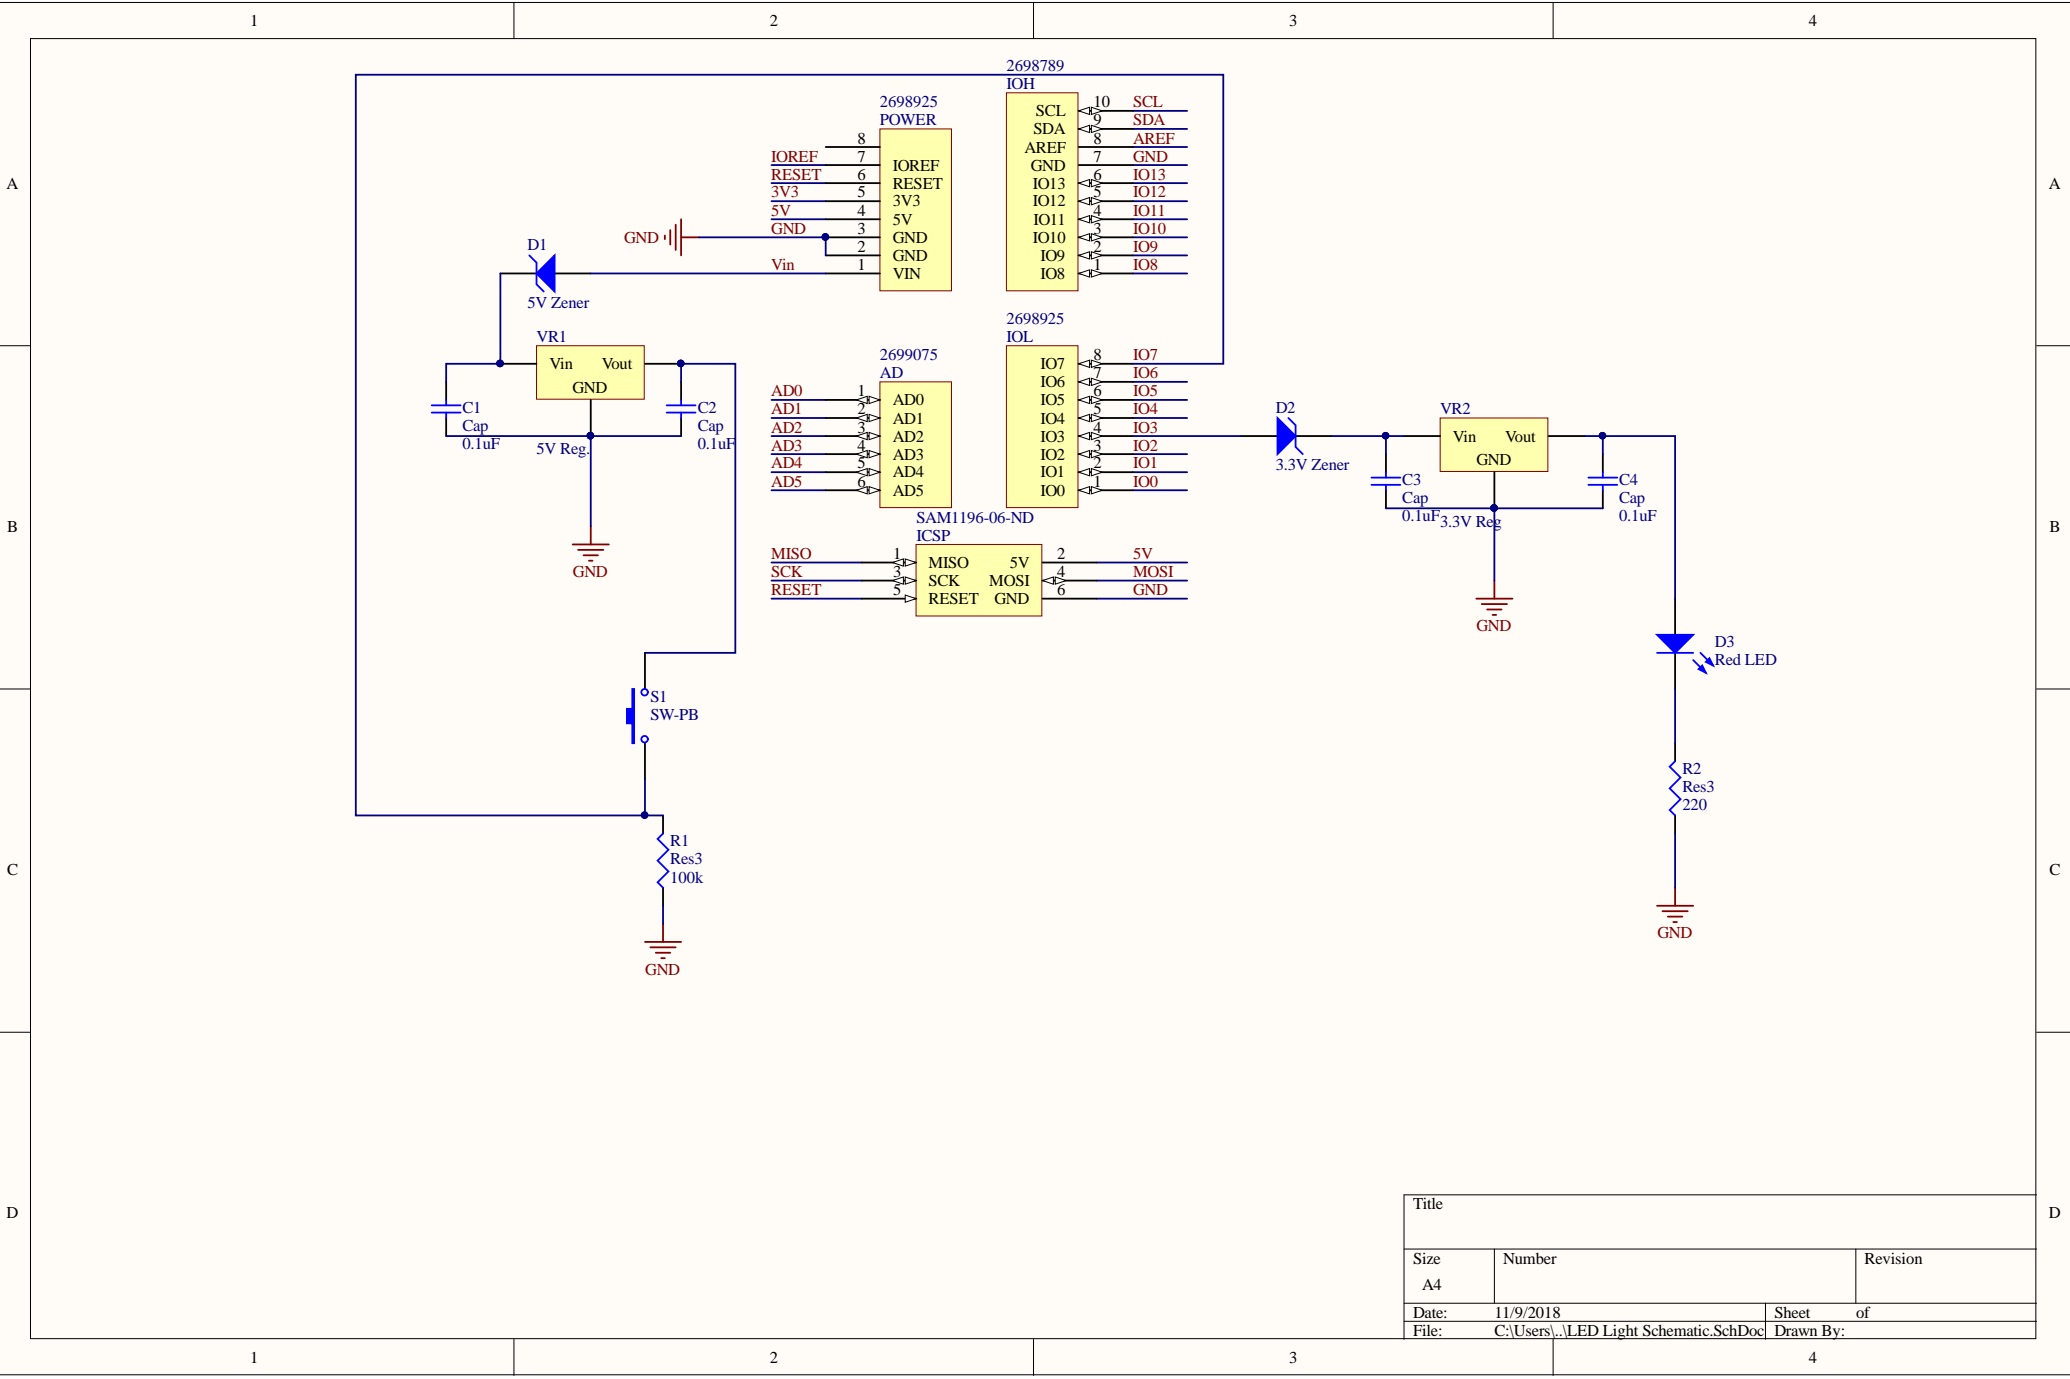 1 2 3 4
A A
B B
C C
D D
2698925
POWER
8
IOREF 7 IOREF
RESET 6 RESET
3V3 5 3V3
5V 4 5V
GND GND 3 GND
2 GND
Vin 1 VIN
2698789
IOH
SCL 10 SCL
SDA 9 SDA
AREF 8 AREF
GND 7 GND
IO13 6 IO13
IO12 5 IO12
IO11 4 IO11
IO10 3 IO10
IO9 2 IO9
IO8 1 IO8
D1
5V Zener
VR1
Vin Vout
GND
5V Reg.
C1
Cap
0.1uF
C2
Cap
0.1uF
GND
2699075
AD
AD0 1 AD0
AD1 2 AD1
AD2 3 AD2
AD3 4 AD3
AD4 5 AD4
AD5 6 AD5
2698925
IOL
IO7 8 IO7
IO6 7 IO6
IO5 6 IO5
IO4 5 IO4
IO3 4 IO3
IO2 3 IO2
IO1 2 IO1
IO0 1 IO0
SAM1196-06-ND
ICSP
MISO 1 MISO 5V 2 5V
SCK 3 SCK MOSI 4 MOSI
RESET 5 RESET GND 6 GND
D2
3.3V Zener
VR2
Vin Vout
GND
3.3V Reg
C3
Cap
0.1uF
C4
Cap
0.1uF
GND
D3
Red LED
R2
Res3
220
GND
S1
SW-PB
R1
Res3
100k
GND
Title
Size Number Revision
A4
Date: 11/9/2018 Sheet of
File: C:\Users\..\LED Light Schematic.SchDoc Drawn By:
1 2 3 4